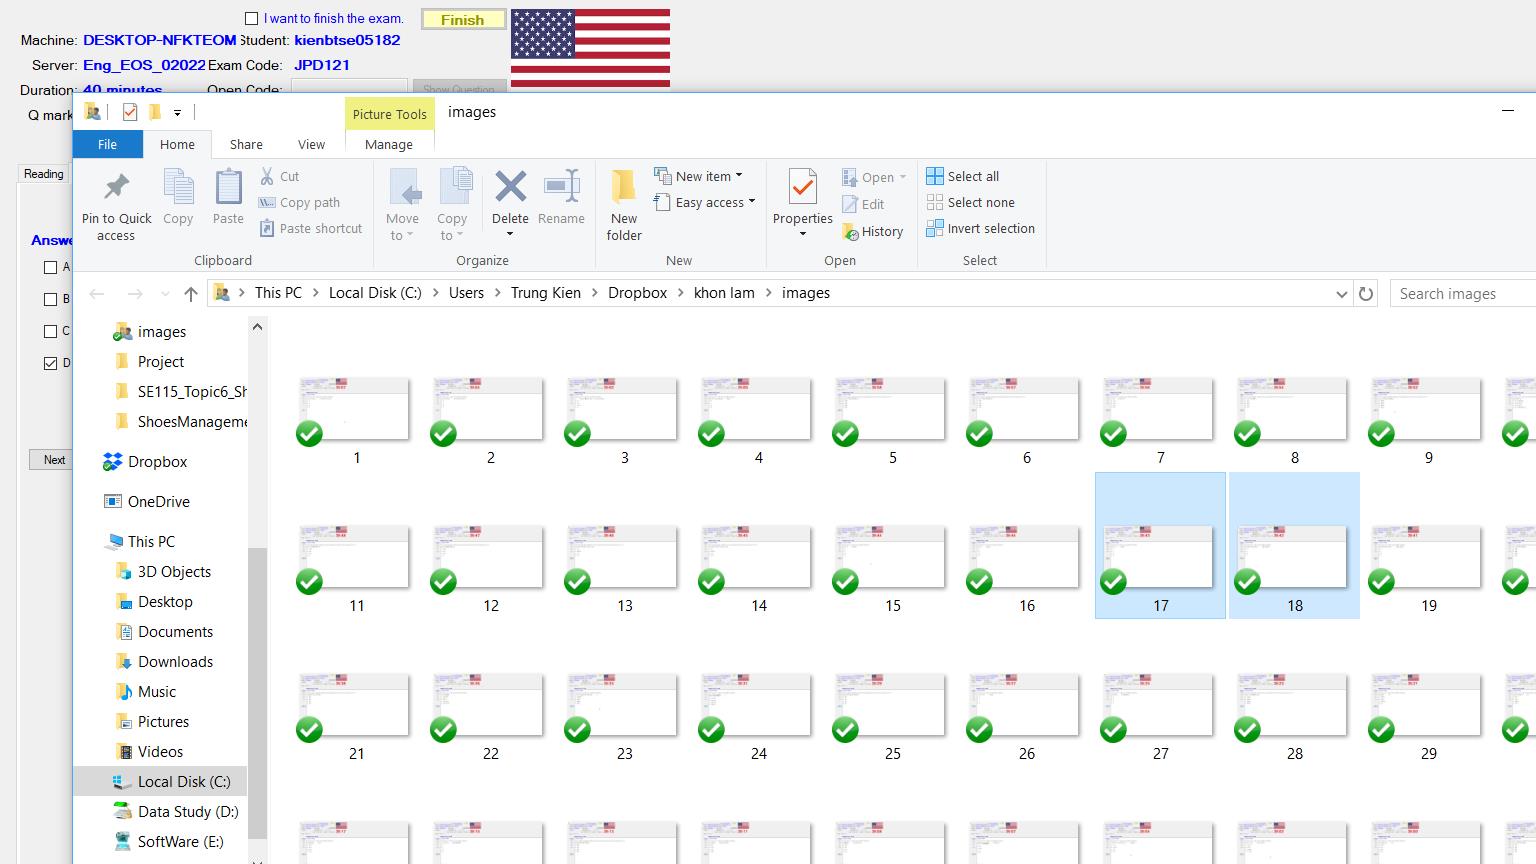 I want to finish the exam.
Finish
Machine: DESKTOP-NFKTEOM Student: kienbtse05182
Server: Eng_EOS_02022 Exam Code: JPD121
Duration: 40 minutes Open Code: Show Question
Q mark
Picture Tools images
File Home Share View Manage
Reading
Answe
A
B
C
D
Next
Pin to Quick access
Copy
Paste
Cut
Copy path
Paste shortcut
Clipboard
Move to
Copy to
Delete
Rename
Organize
New folder
New item
Easy access
New
Properties
Open
Edit
History
Open
Select all
Select none
Invert selection
Select
This PC > Local Disk (C:) > Users > Trung Kien > Dropbox > khon lam > images
Search images
images
Project
SE115_Topic6_Sh
ShoesManageme
Dropbox
OneDrive
This PC
3D Objects
Desktop
Documents
Downloads
Music
Pictures
Videos
Local Disk (C:)
Data Study (D:)
SoftWare (E:)
1 2 3 4 5 6 7 8 9
11 12 13 14 15 16 17 18 19
21 22 23 24 25 26 27 28 29